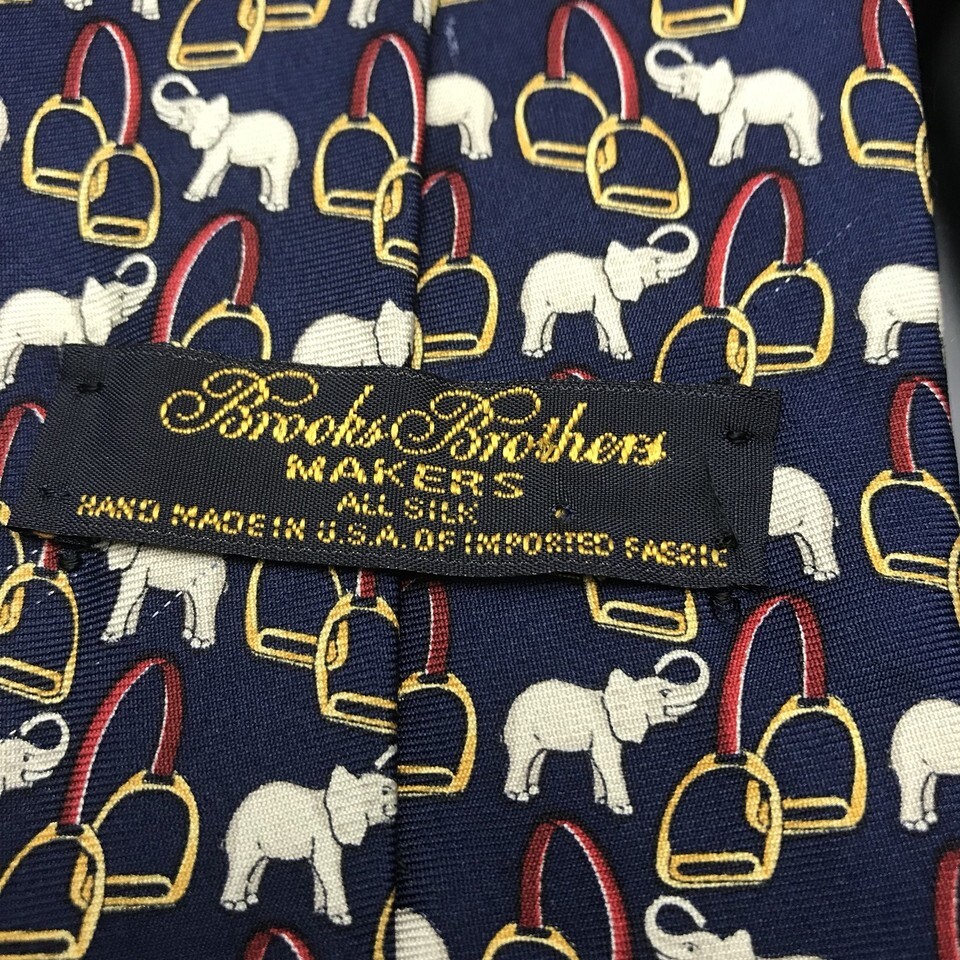 Brooks Brothers
MAKERS
ALL SILK
HAND MADE IN U.S.A. OF IMPORTED FABRIC